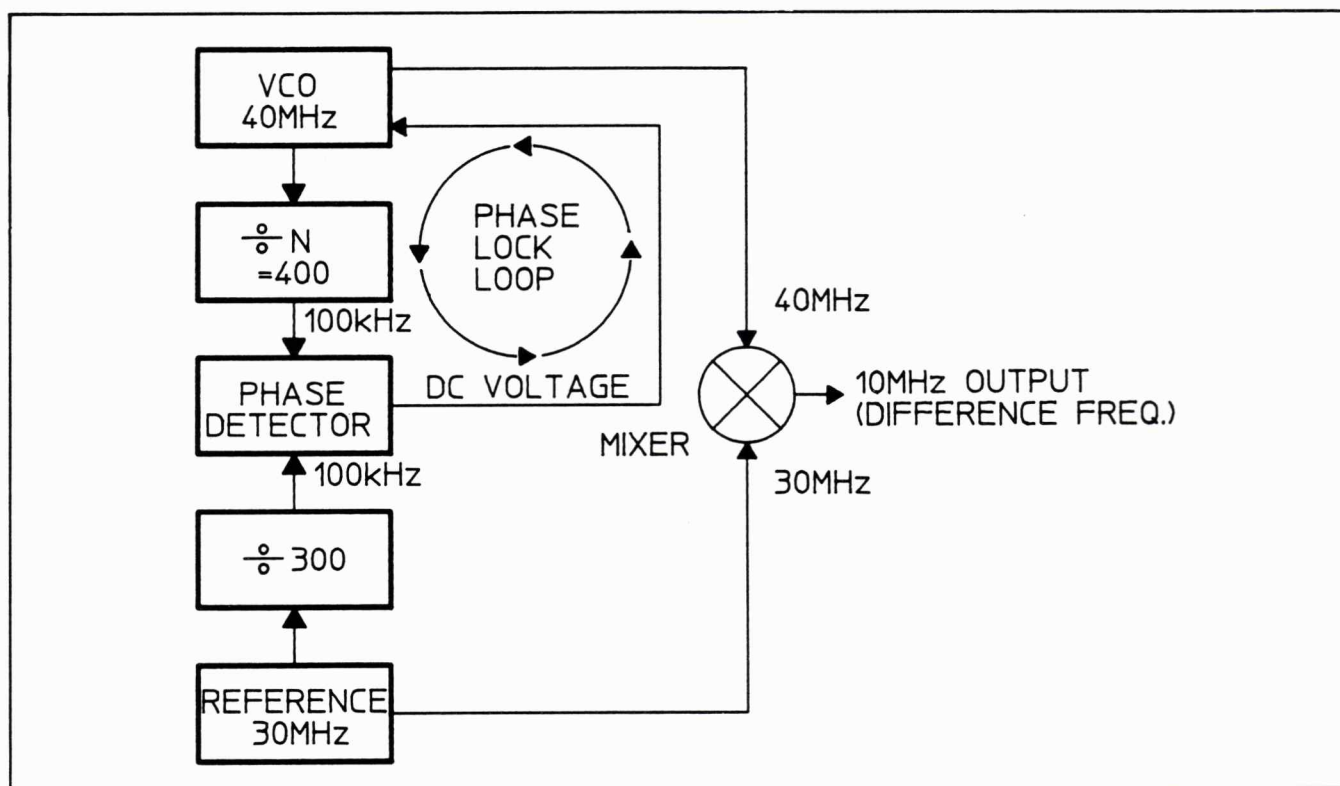 VCO
40MHz
÷ N
=400
100kHz
PHASE
DETECTOR
100kHz
÷ 300
REFERENCE
30MHz
PHASE
LOCK
LOOP
DC VOLTAGE
40MHz
MIXER
30MHz
10MHz OUTPUT
(DIFFERENCE FREQ.)